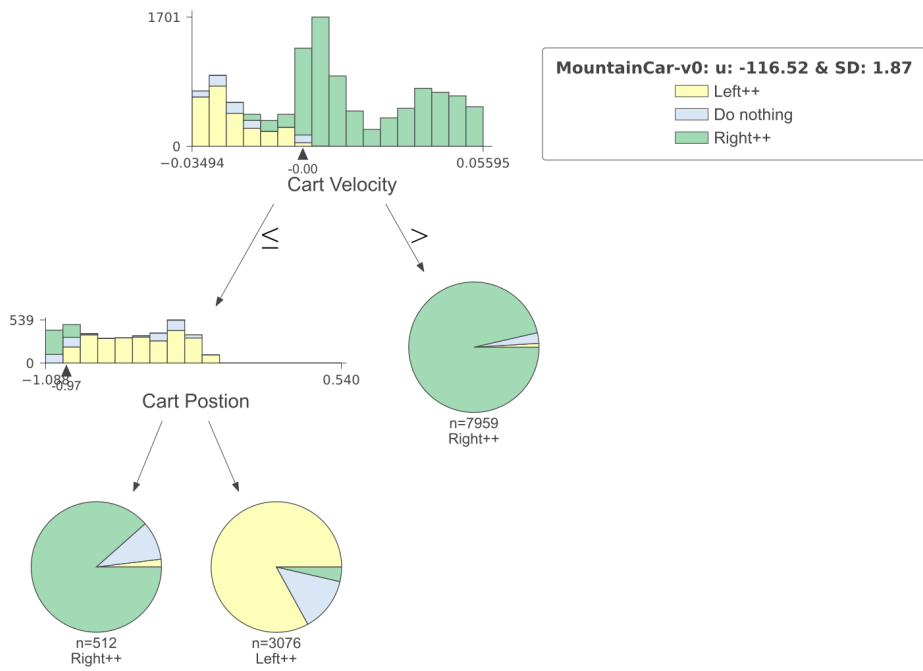 1701
0
−0.03494
-0.00
0.05595
Cart Velocity
MountainCar-v0: u: -116.52 & SD: 1.87
Left++
Do nothing
Right++
≤
>
539
0
−1.088
-0.97
0.540
Cart Postion
n=7959
Right++
n=512
Right++
n=3076
Left++